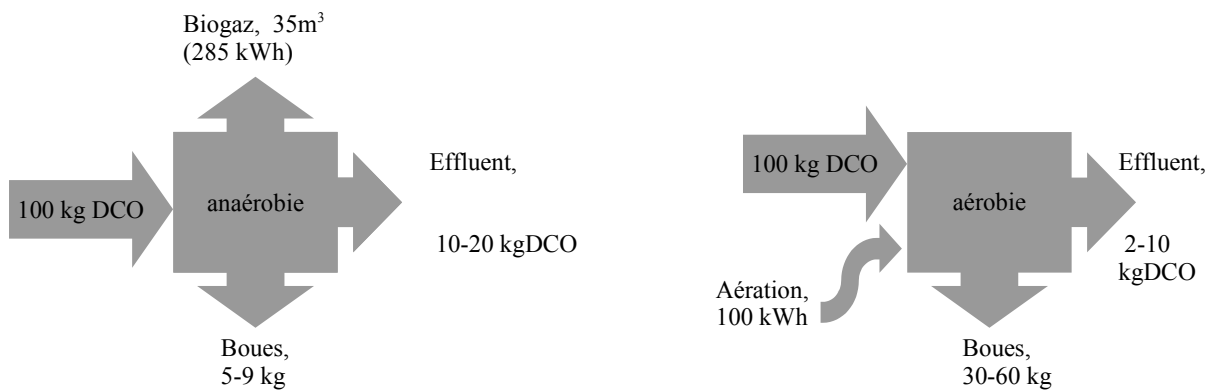 Biogaz, 35m³
(285 kWh)
100 kg DCO
anaérobie
Effluent,
10-20 kgDCO
Boues,
5-9 kg
100 kg DCO
aérobie
Effluent,
2-10
kgDCO
Aération,
100 kWh
Boues,
30-60 kg